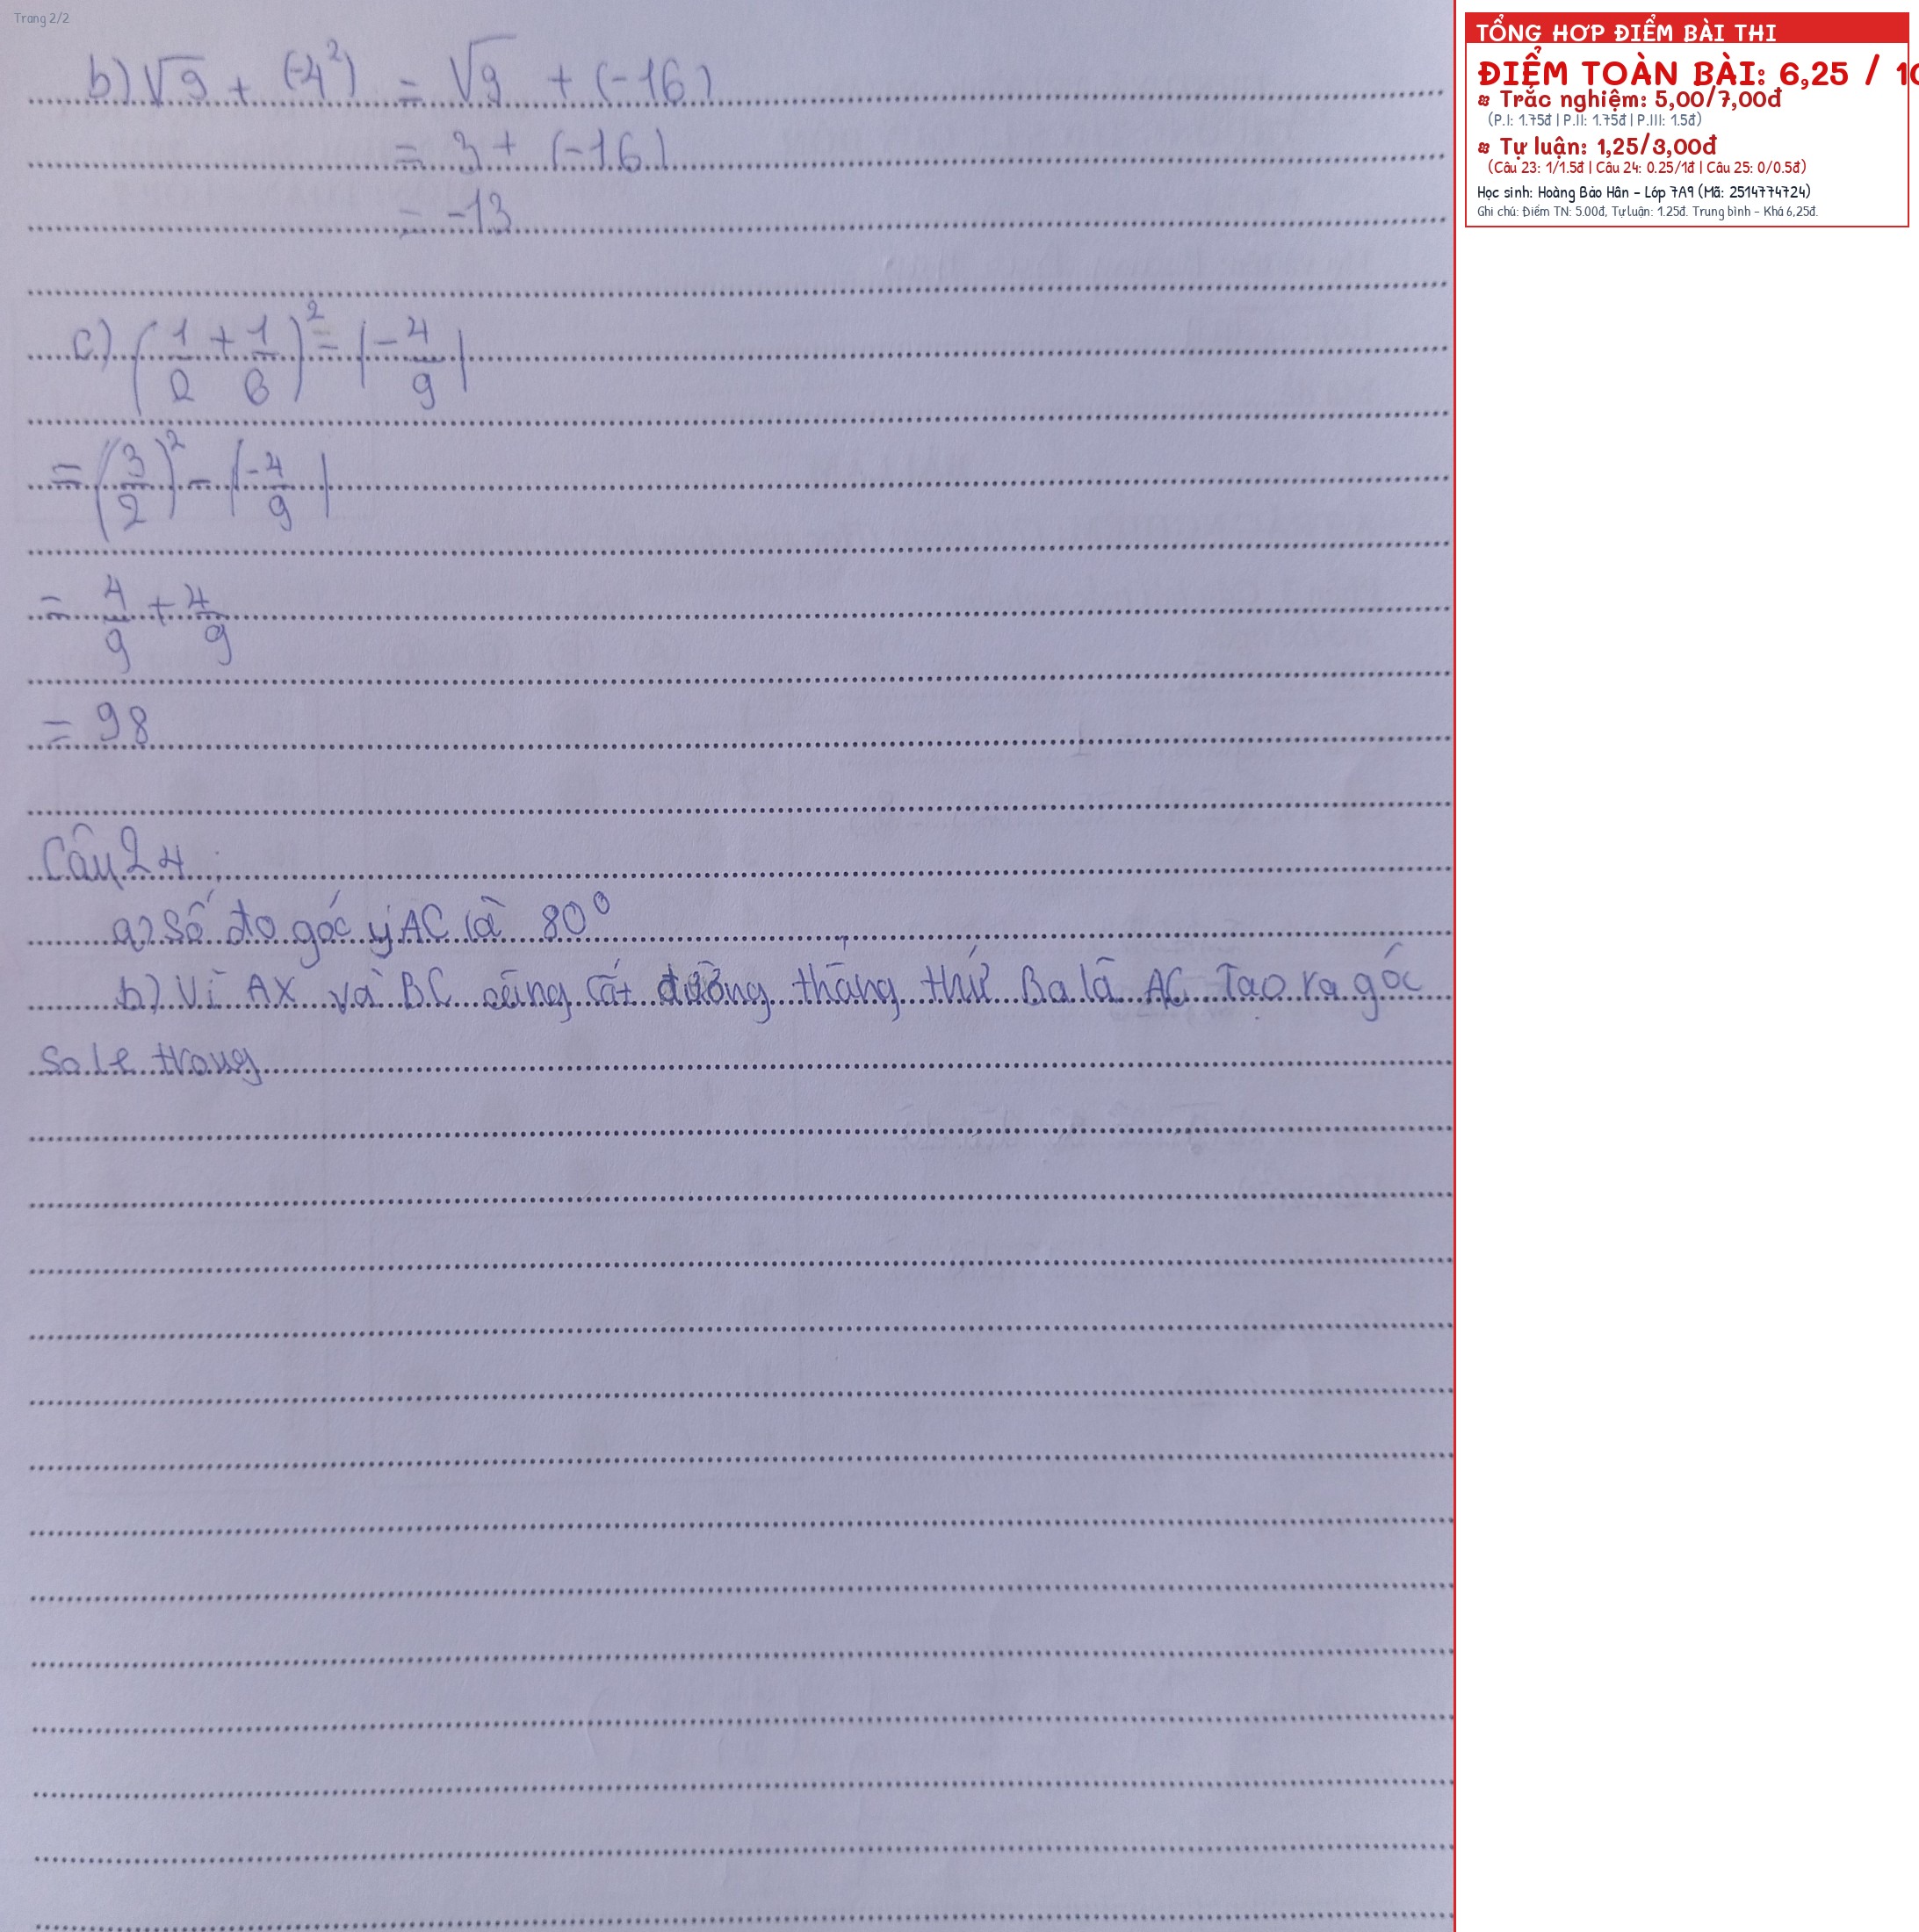 Trang 2/2
b) √9 + (-4²) = √9 + (-16)
= 3 + (-16)
= -13
c) (1/2 + 1/6)² - |-4/9|
= (3/2)² - |-4/9|
= 4/9 + 4/9
= 98
Câu 24:
a) Số đo góc yAC là 80°
b) Vì AX và BC cùng cắt đường thẳng thứ Ba là AC Tạo ra góc
so le trong
TỔNG HƠP ĐIỂM BÀI THI
ĐIỂM TOÀN BÀI: 6,25 / 10
Trắc nghiệm: 5,00/7,00đ
(P.I: 1.75đ | P.II: 1.75đ | P.III: 1.5đ)
Tự luận: 1,25/3,00đ
(Câu 23: 1/1.5đ | Câu 24: 0.25/1đ | Câu 25: 0/0.5đ)
Học sinh: Hoàng Bảo Hân - Lớp 7A9 (Mã: 2514774724)
Ghi chú: Điểm TN: 5.00đ, Tự luận: 1.25đ. Trung bình - Khá 6,25đ.